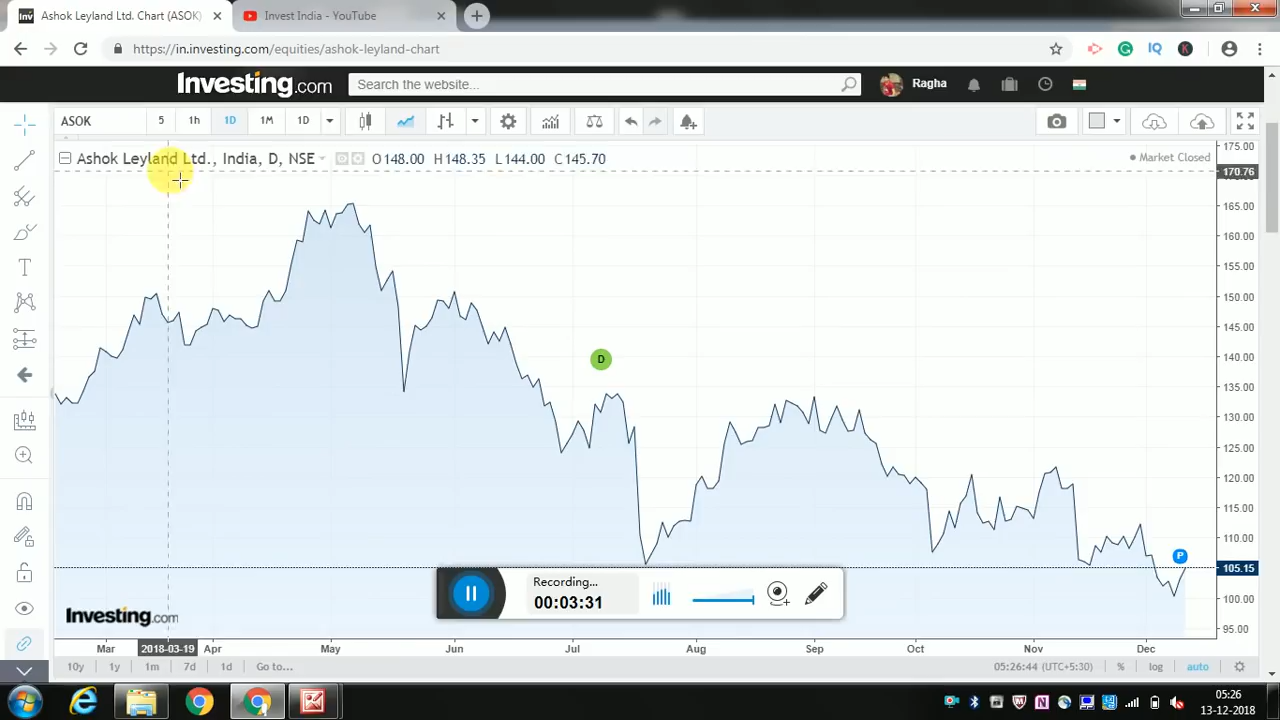 Ashok Leyland Ltd. Chart (ASOK)
Invest India - YouTube
https://in.investing.com/equities/ashok-leyland-chart
Investing.com
Search the website...
Ragha
ASOK 5 1h 1D 1M 1D
Ashok Leyland Ltd., India, D, NSE O148.00 H148.35 L144.00 C145.70
Market Closed
175.00
170.76
165.00
160.00
155.00
150.00
145.00
140.00
135.00
130.00
125.00
120.00
115.00
110.00
105.15
100.00
95.00
D
P
Recording...
00:03:31
Investing.com
Mar 2018-03-19 Apr May Jun Jul Aug Sep Oct Nov Dec
10y 1y 1m 7d 1d Go to... 05:26:44 (UTC+5:30) % log auto
05:26
13-12-2018